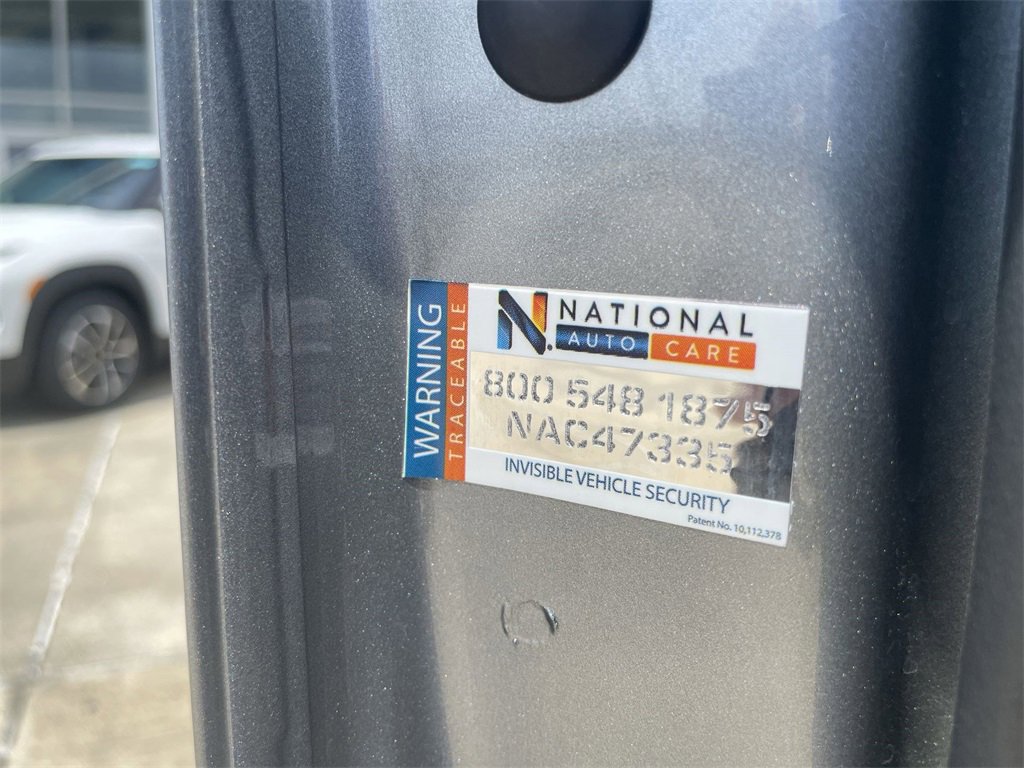 WARNING
TRACEABLE
N. NATIONAL
AUTO CARE
800 548 1875
NAC47335
INVISIBLE VEHICLE SECURITY
Patent No. 10,112,378